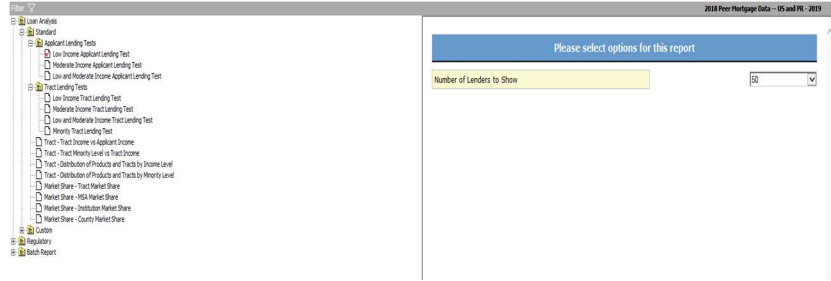 Filter
2018 Peer Mortgage Data -- US and PR - 2019
Loan Analysis
Standard
Applicant Lending Tests
Low Income Applicant Lending Test
Moderate Income Applicant Lending Test
Low and Moderate Income Applicant Lending Test
Tract Lending Tests
Low Income Tract Lending Test
Moderate Income Tract Lending Test
Low and Moderate Income Tract Lending Test
Minority Tract Lending Test
Tract - Tract Income vs Applicant Income
Tract - Tract Minority Level vs Tract Income
Tract - Distribution of Products and Tracts by Income Level
Tract - Distribution of Products and Tracts by Minority Level
Market Share - Tract Market Share
Market Share - MSA Market Share
Market Share - Institution Market Share
Market Share - County Market Share
Custom
Regulatory
Batch Report
Please select options for this report
Number of Lenders to Show
50